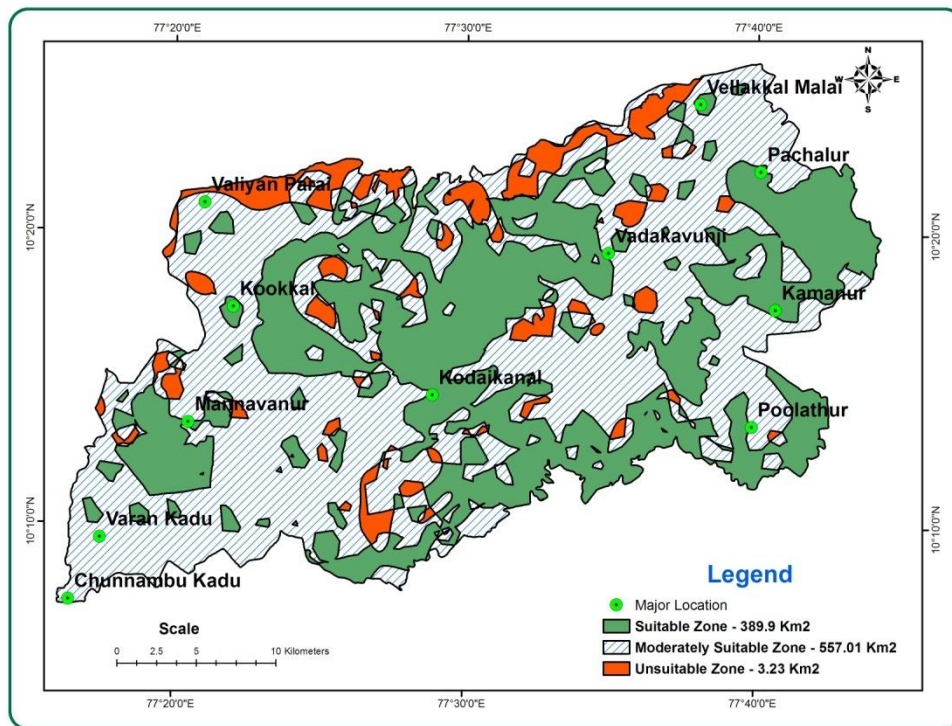 77°20'0"E
77°30'0"E
77°40'0"E
N
W
E
S
Vellakkal Malai
Pachalur
Valiyan Parai
10°20'0"N
10°20'0"N
Vadakavunji
Kookkal
Kamanur
Kodaikanal
Mannavanur
Poolathur
10°10'0"N
10°10'0"N
Varan Kadu
Chunnambu Kadu
Legend
Major Location
Suitable Zone - 389.9 Km2
Moderately Suitable Zone - 557.01 Km2
Unsuitable Zone - 3.23 Km2
Scale
0 2.5 5 10 Kilometers
77°20'0"E
77°30'0"E
77°40'0"E